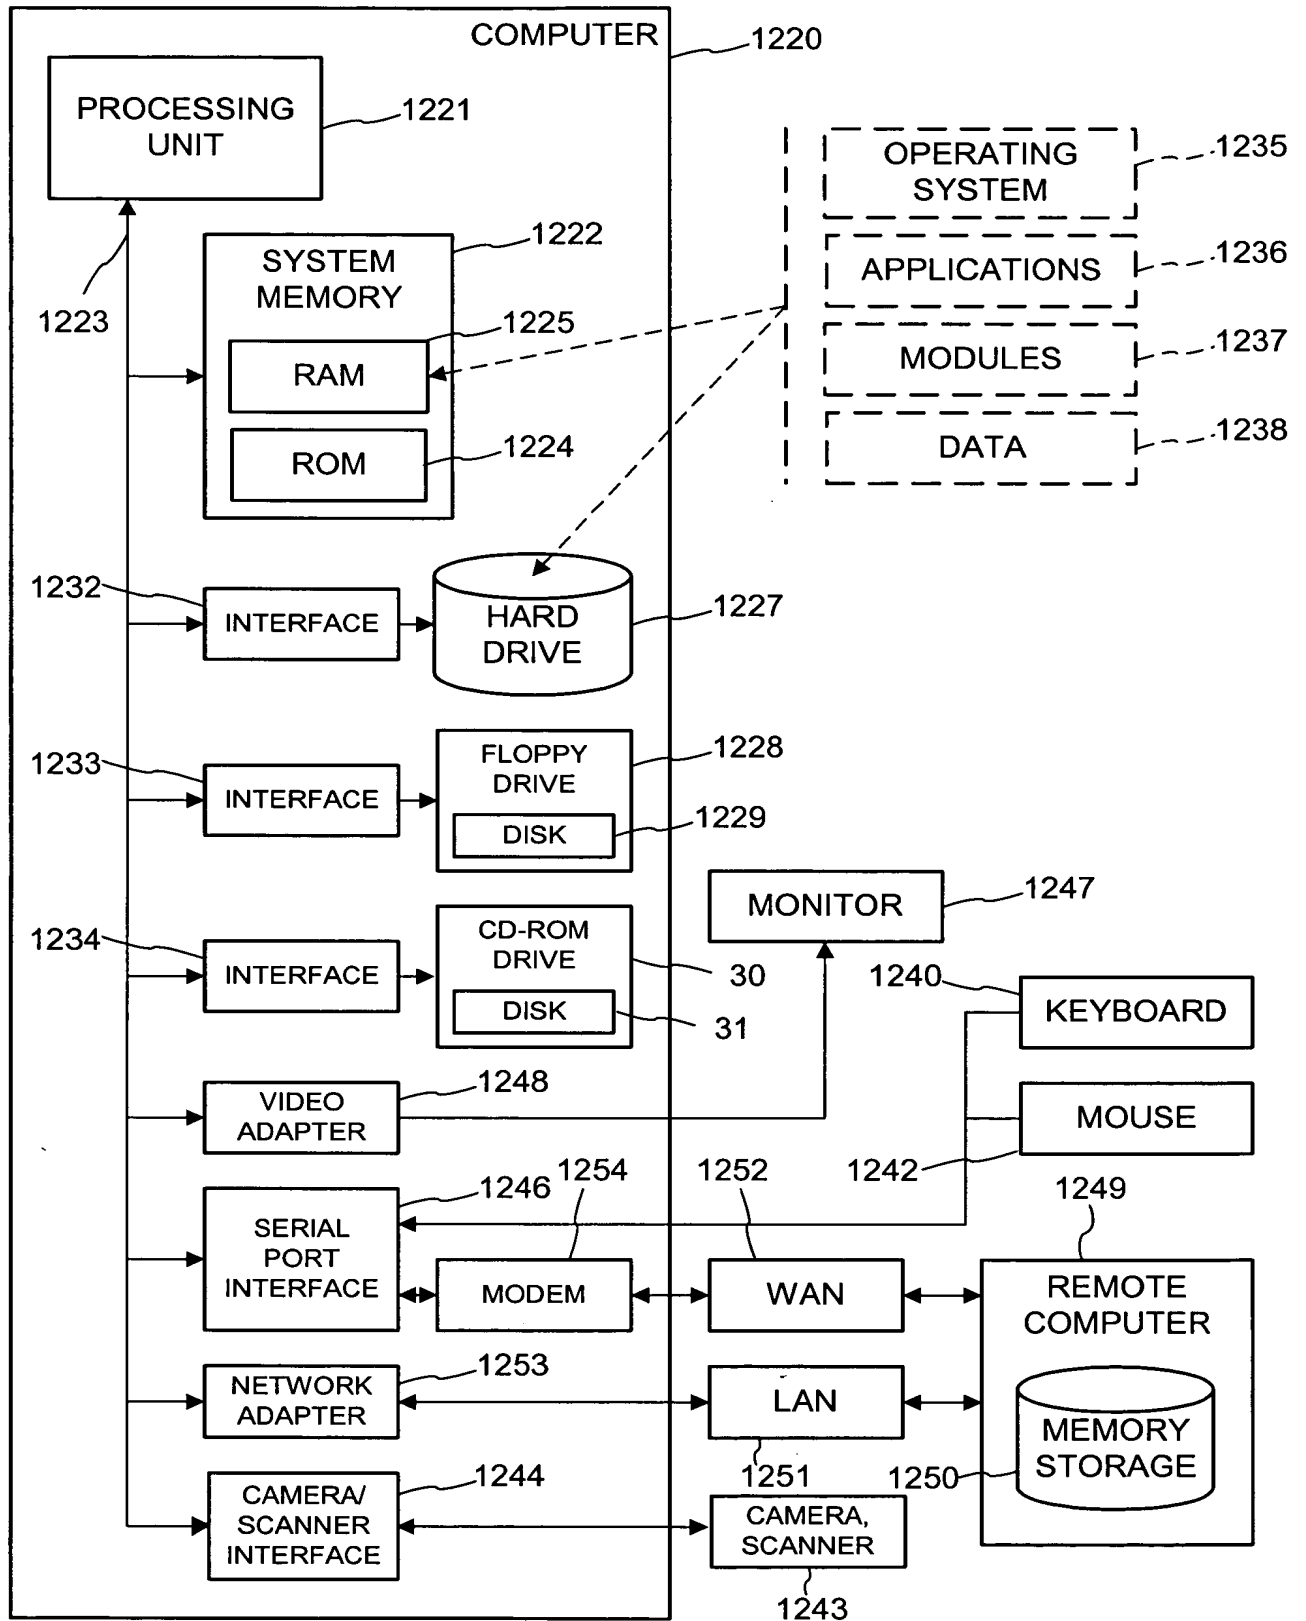 COMPUTER
1220
PROCESSING
UNIT
1221
1223
SYSTEM
MEMORY
1222
RAM
1225
ROM
1224
OPERATING
SYSTEM
1235
APPLICATIONS
1236
MODULES
1237
DATA
1238
1232
INTERFACE
HARD
DRIVE
1227
1233
INTERFACE
FLOPPY
DRIVE
1228
DISK
1229
1234
INTERFACE
CD-ROM
DRIVE
30
DISK
31
MONITOR
1247
1240
KEYBOARD
MOUSE
1242
VIDEO
ADAPTER
1248
SERIAL
PORT
INTERFACE
1246
1254
MODEM
1252
WAN
1249
REMOTE
COMPUTER
MEMORY
STORAGE
1250
NETWORK
ADAPTER
1253
LAN
1251
CAMERA/
SCANNER
INTERFACE
1244
CAMERA,
SCANNER
1243